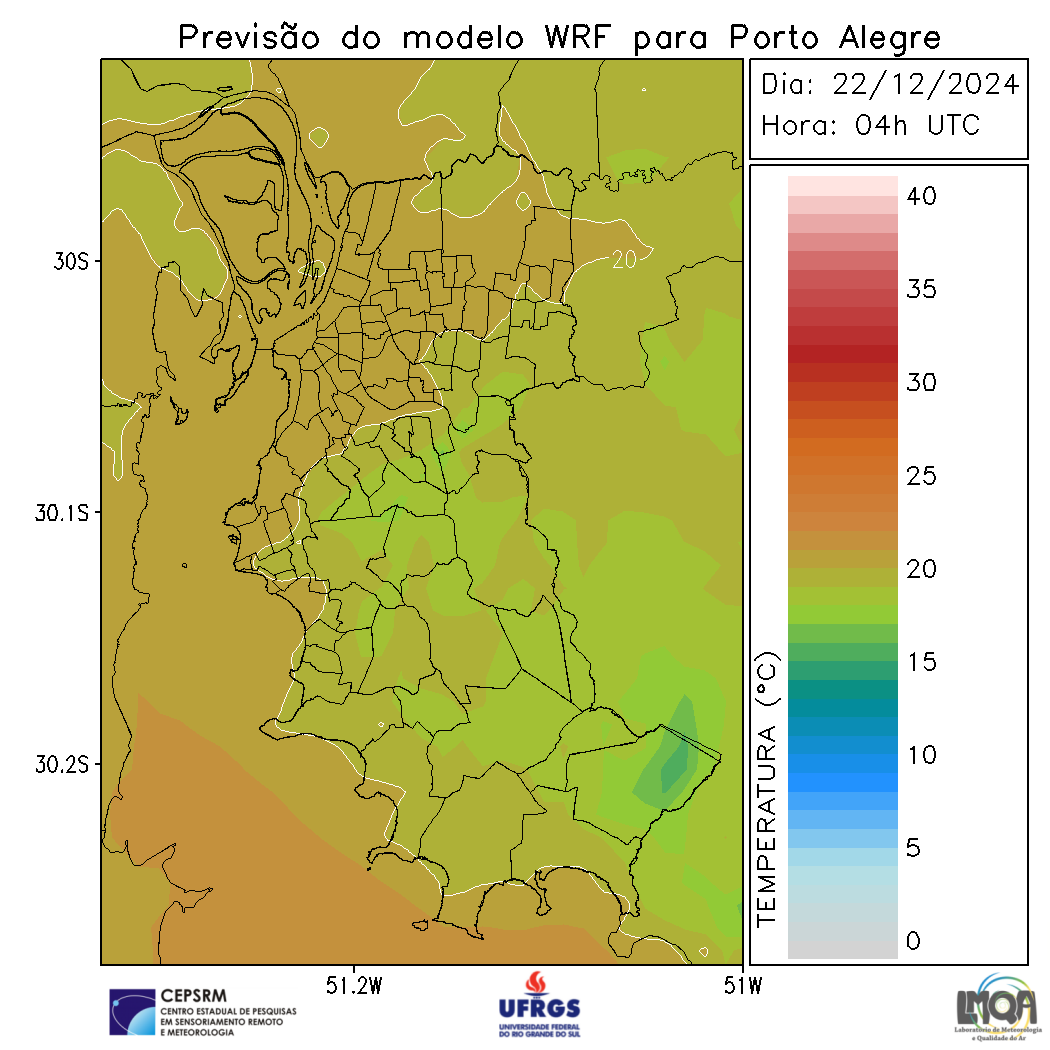 Previsão do modelo WRF para Porto Alegre
Dia: 22/12/2024
Hora: 04h UTC
40
35
30
25
20
15
10
5
0
TEMPERATURA (°C)
30S
30.1S
30.2S
20
51.2W
51W
CEPSRM
CENTRO ESTADUAL DE PESQUISAS
EM SENSORIAMENTO REMOTO
E METEOROLOGIA
UFRGS
UNIVERSIDADE FEDERAL
DO RIO GRANDE DO SUL
LMQA
Laboratório de Meteorologia
e Qualidade do Ar